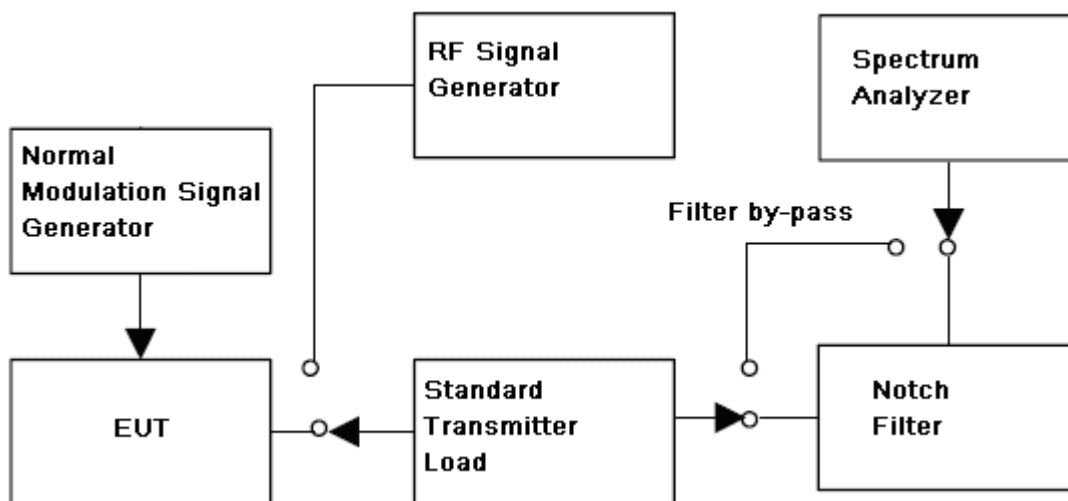 RF Signal
Generator
Spectrum
Analyzer
Normal
Modulation Signal
Generator
Filter by-pass
EUT
Standard
Transmitter
Load
Notch
Filter